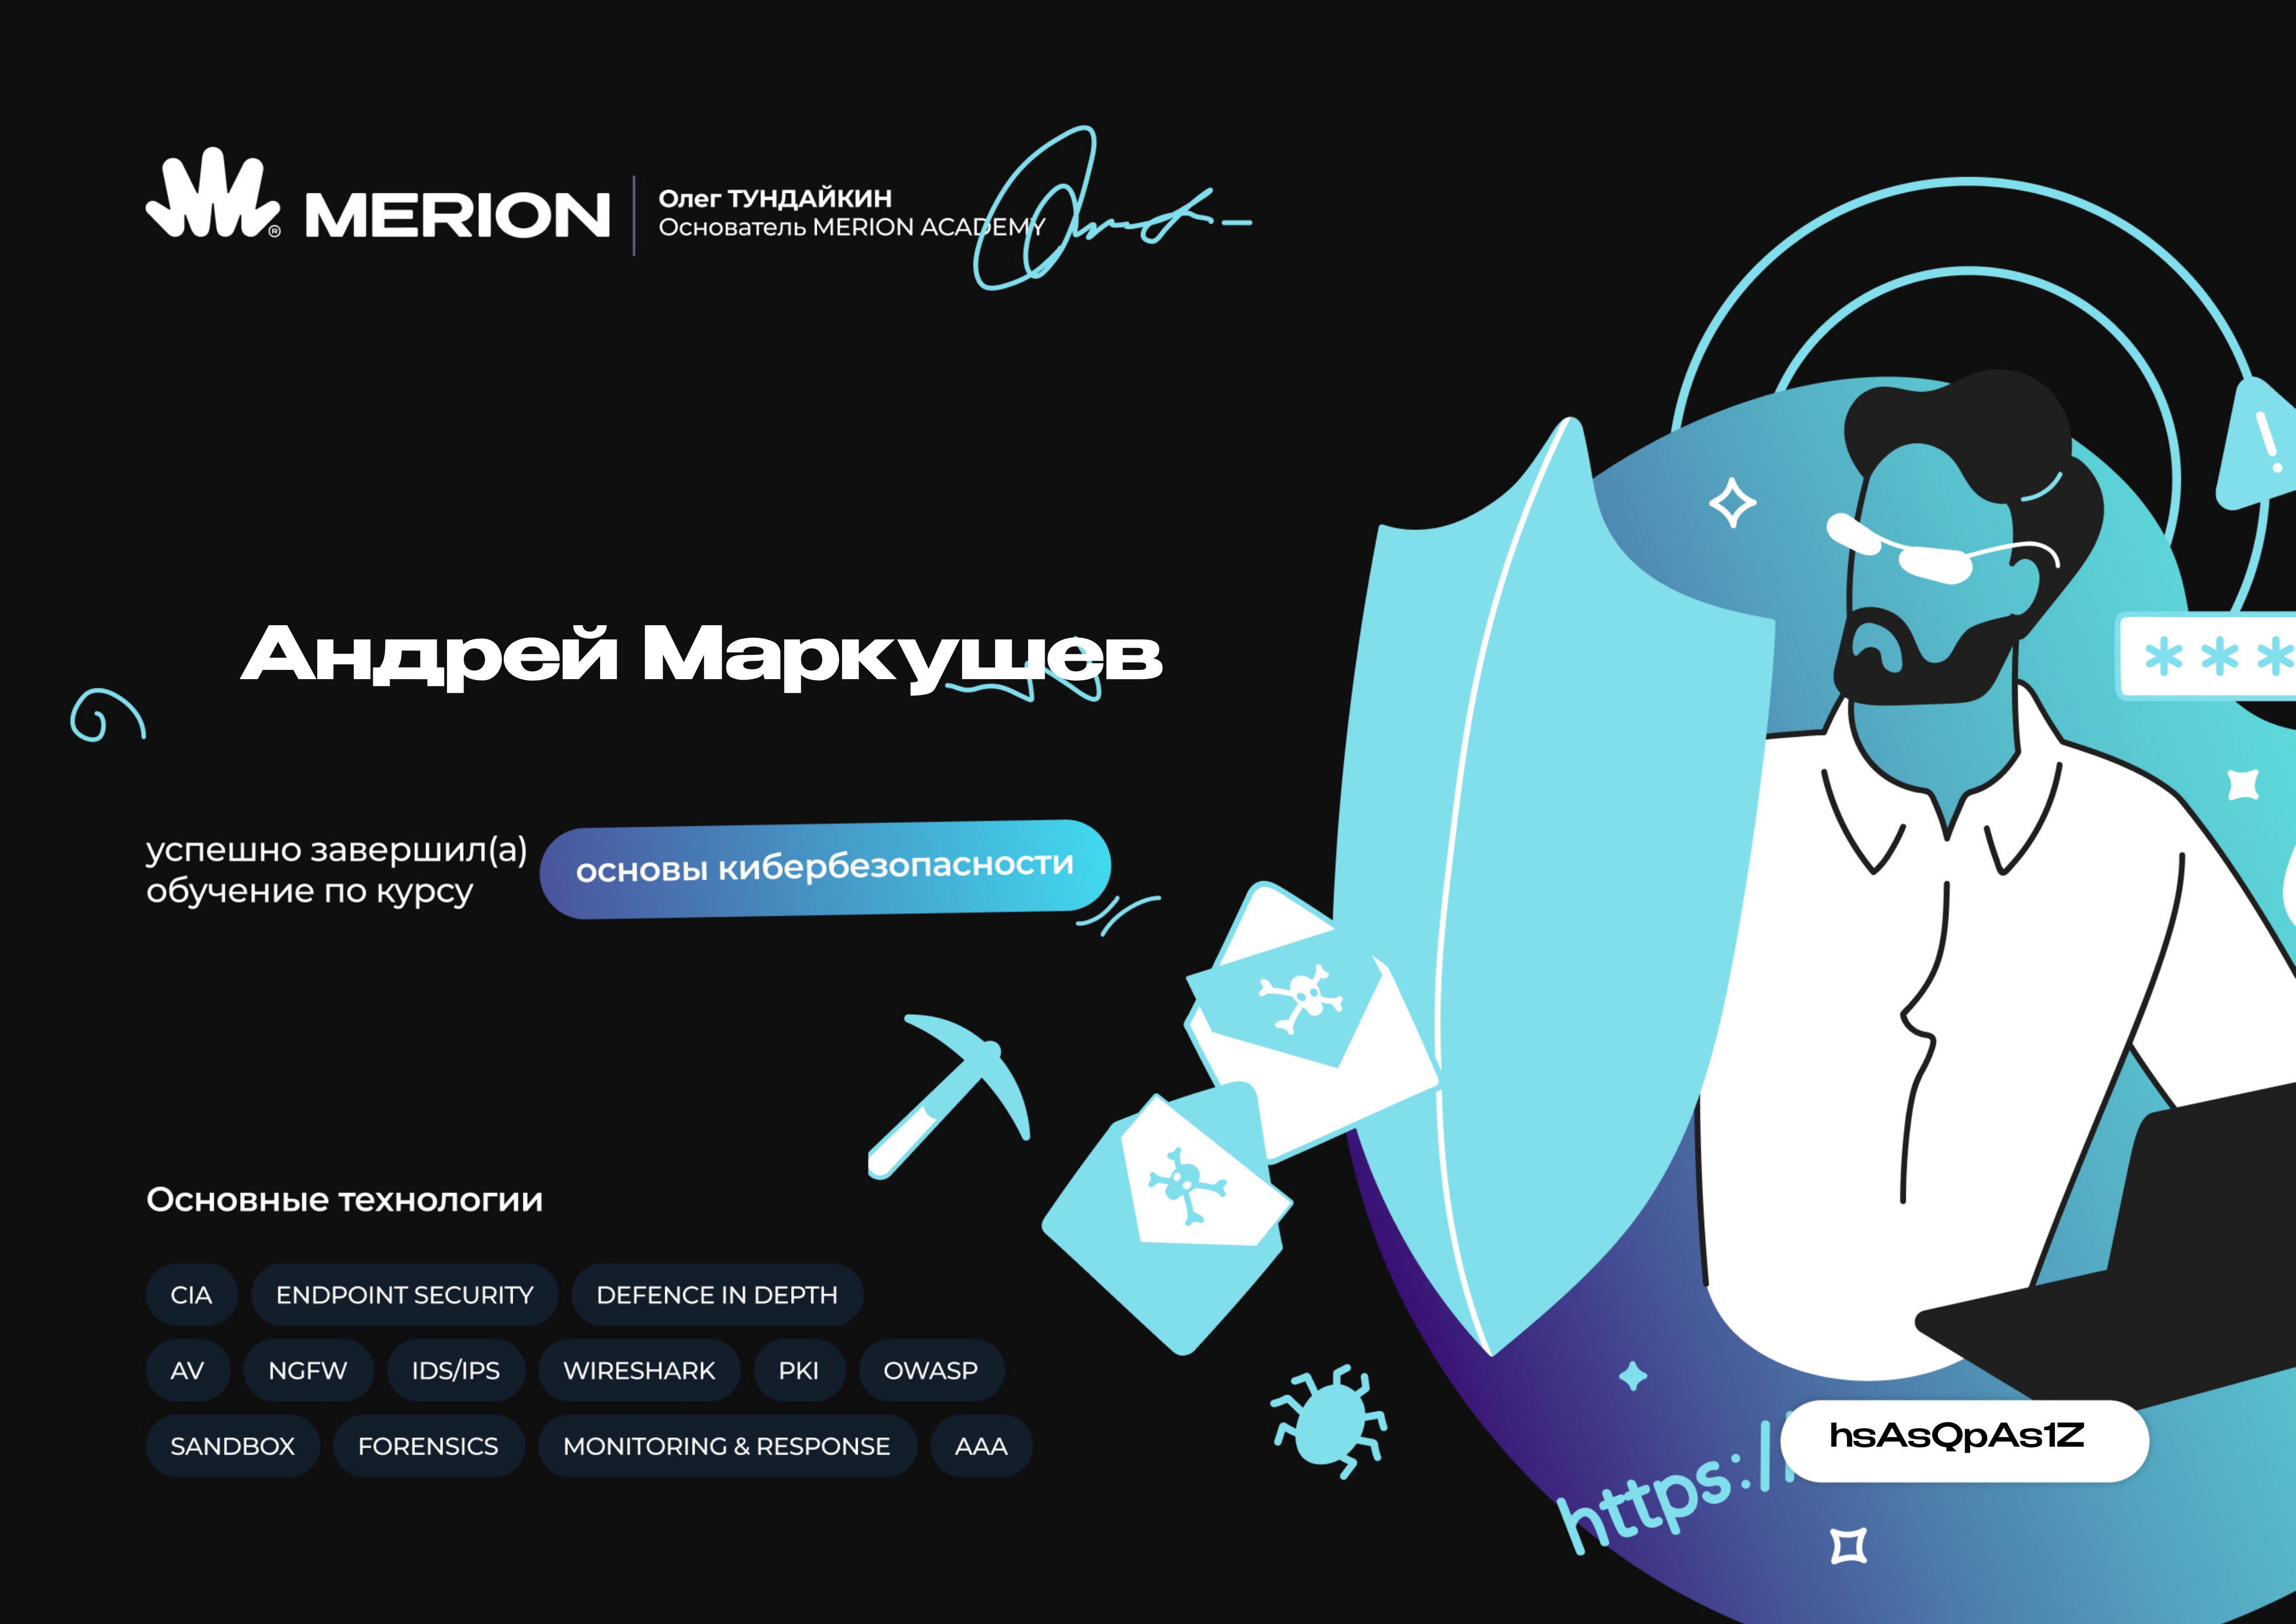 MERION
Олег ТУНДАЙКИН
Основатель MERION ACADEMY
Андрей Маркушев
успешно завершил(а)
обучение по курсу
основы кибербезопасности
Основные технологии
CIA ENDPOINT SECURITY DEFENCE IN DEPTH
AV NGFW IDS/IPS WIRESHARK PKI OWASP
SANDBOX FORENSICS MONITORING & RESPONSE AAA
!
***
https://
hsAsQpAs1Z